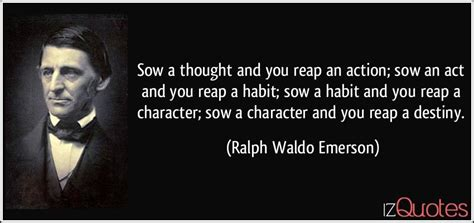 Sow a thought and you reap an action; sow an act
and you reap a habit; sow a habit and you reap a
character; sow a character and you reap a destiny.
(Ralph Waldo Emerson)
izQuotes